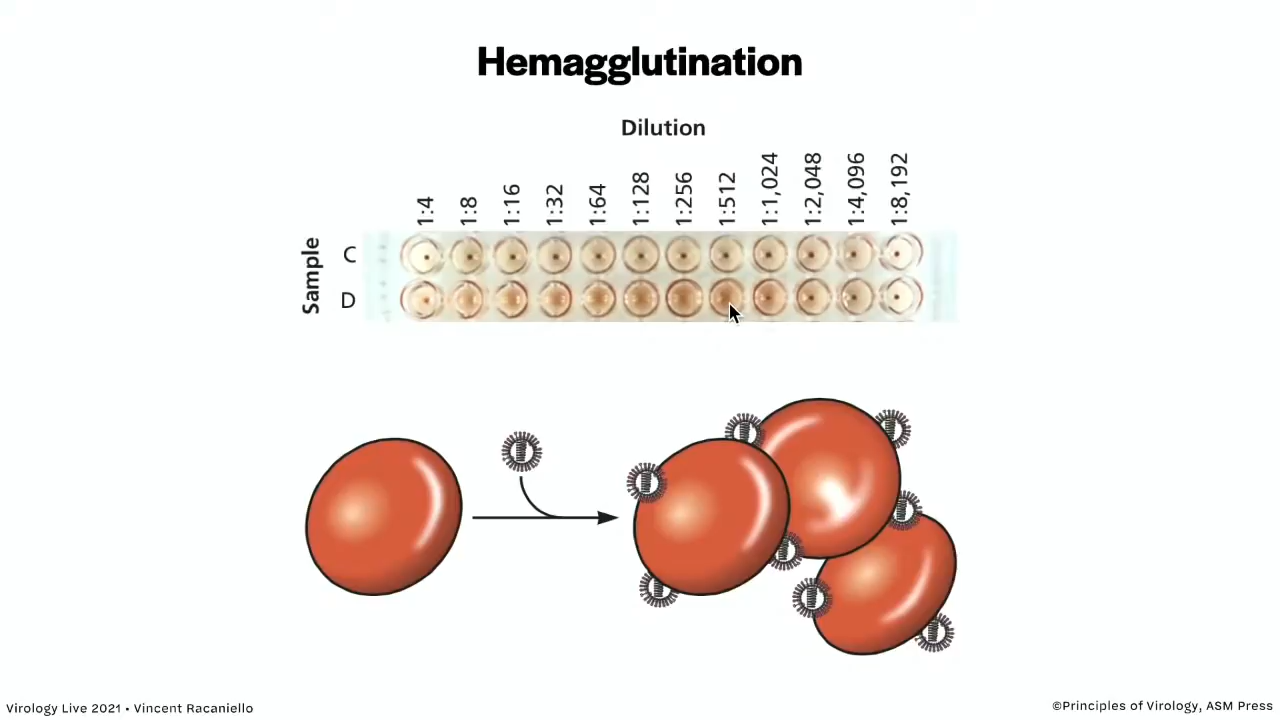 Hemagglutination
Dilution
1:4 1:8 1:16 1:32 1:64 1:128 1:256 1:512 1:1,024 1:2,048 1:4,096 1:8,192
Sample
C
D
Virology Live 2021 • Vincent Racaniello
©Principles of Virology, ASM Press